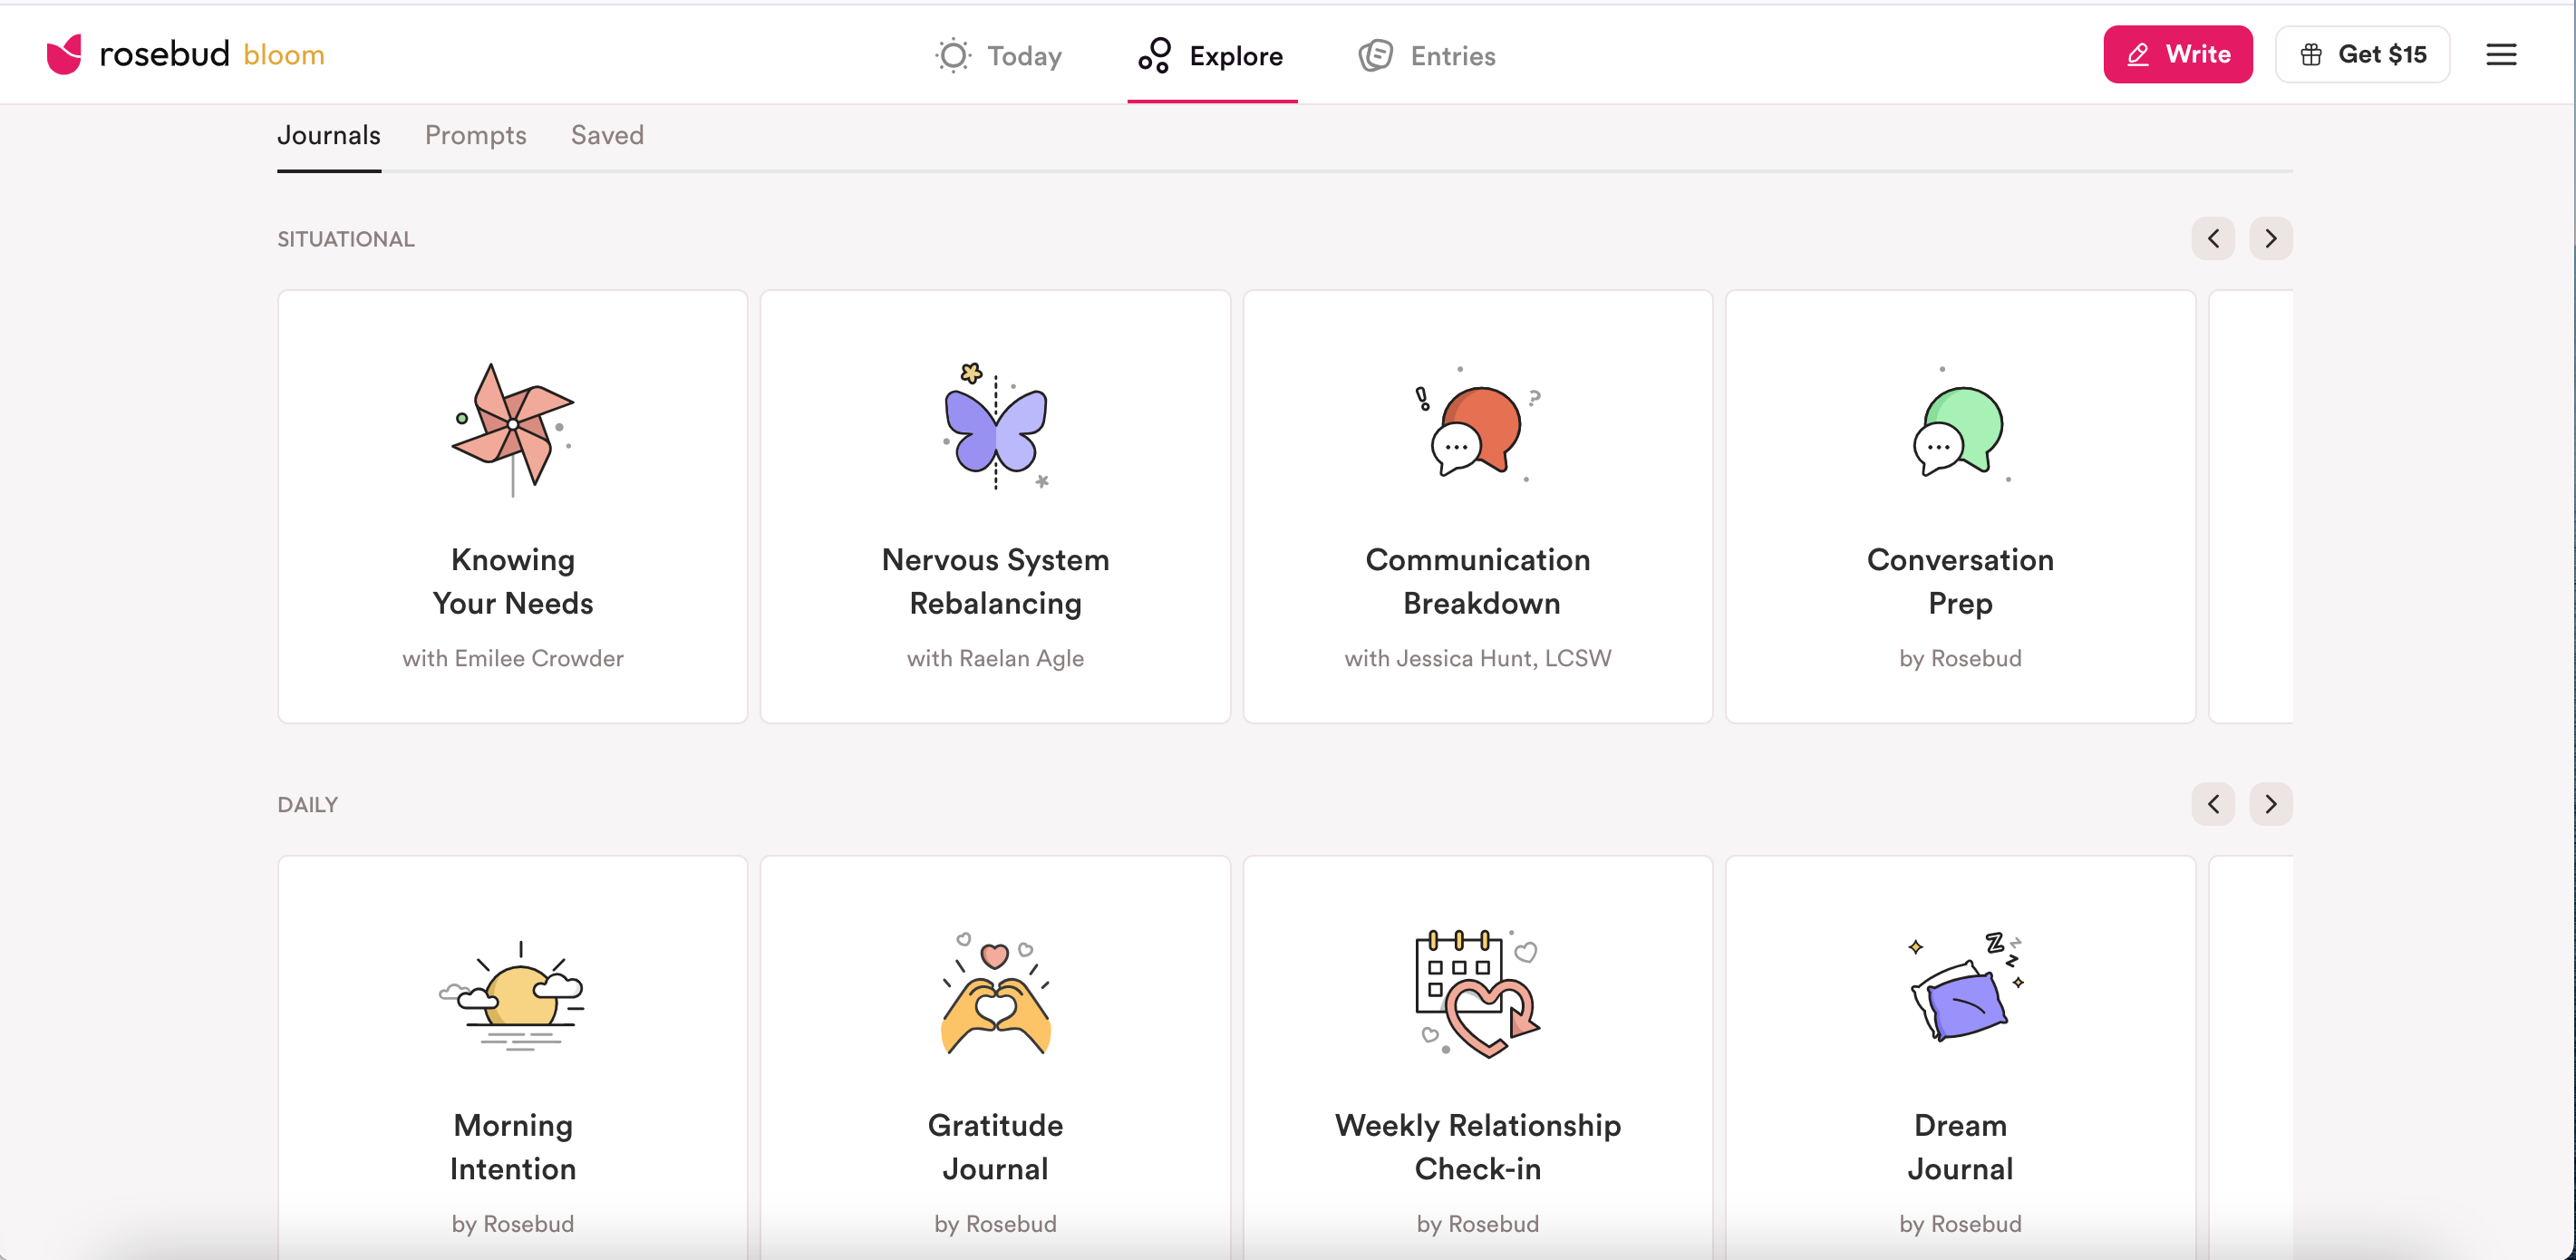 rosebud bloom
Today
Explore
Entries
Write
Get $15
Journals
Prompts
Saved
SITUATIONAL
Knowing
Your Needs
with Emilee Crowder
Nervous System
Rebalancing
with Raelan Agle
Communication
Breakdown
with Jessica Hunt, LCSW
Conversation
Prep
by Rosebud
DAILY
Morning
Intention
by Rosebud
Gratitude
Journal
by Rosebud
Weekly Relationship
Check-in
by Rosebud
Dream
Journal
by Rosebud